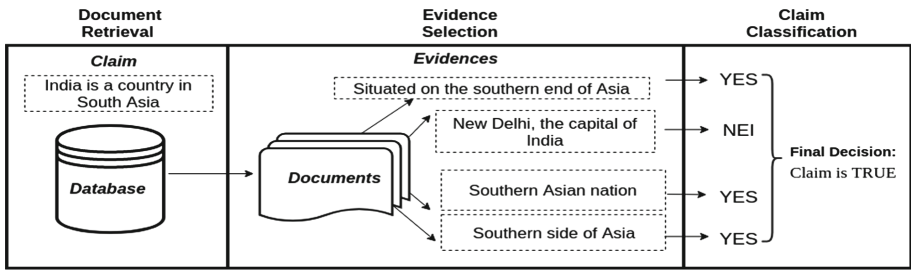 Document
Retrieval
Evidence
Selection
Claim
Classification
Claim
India is a country in
South Asia
Database
Evidences
Situated on the southern end of Asia
New Delhi, the capital of
India
Documents
Southern Asian nation
Southern side of Asia
YES
NEI
YES
YES
Final Decision:
Claim is TRUE